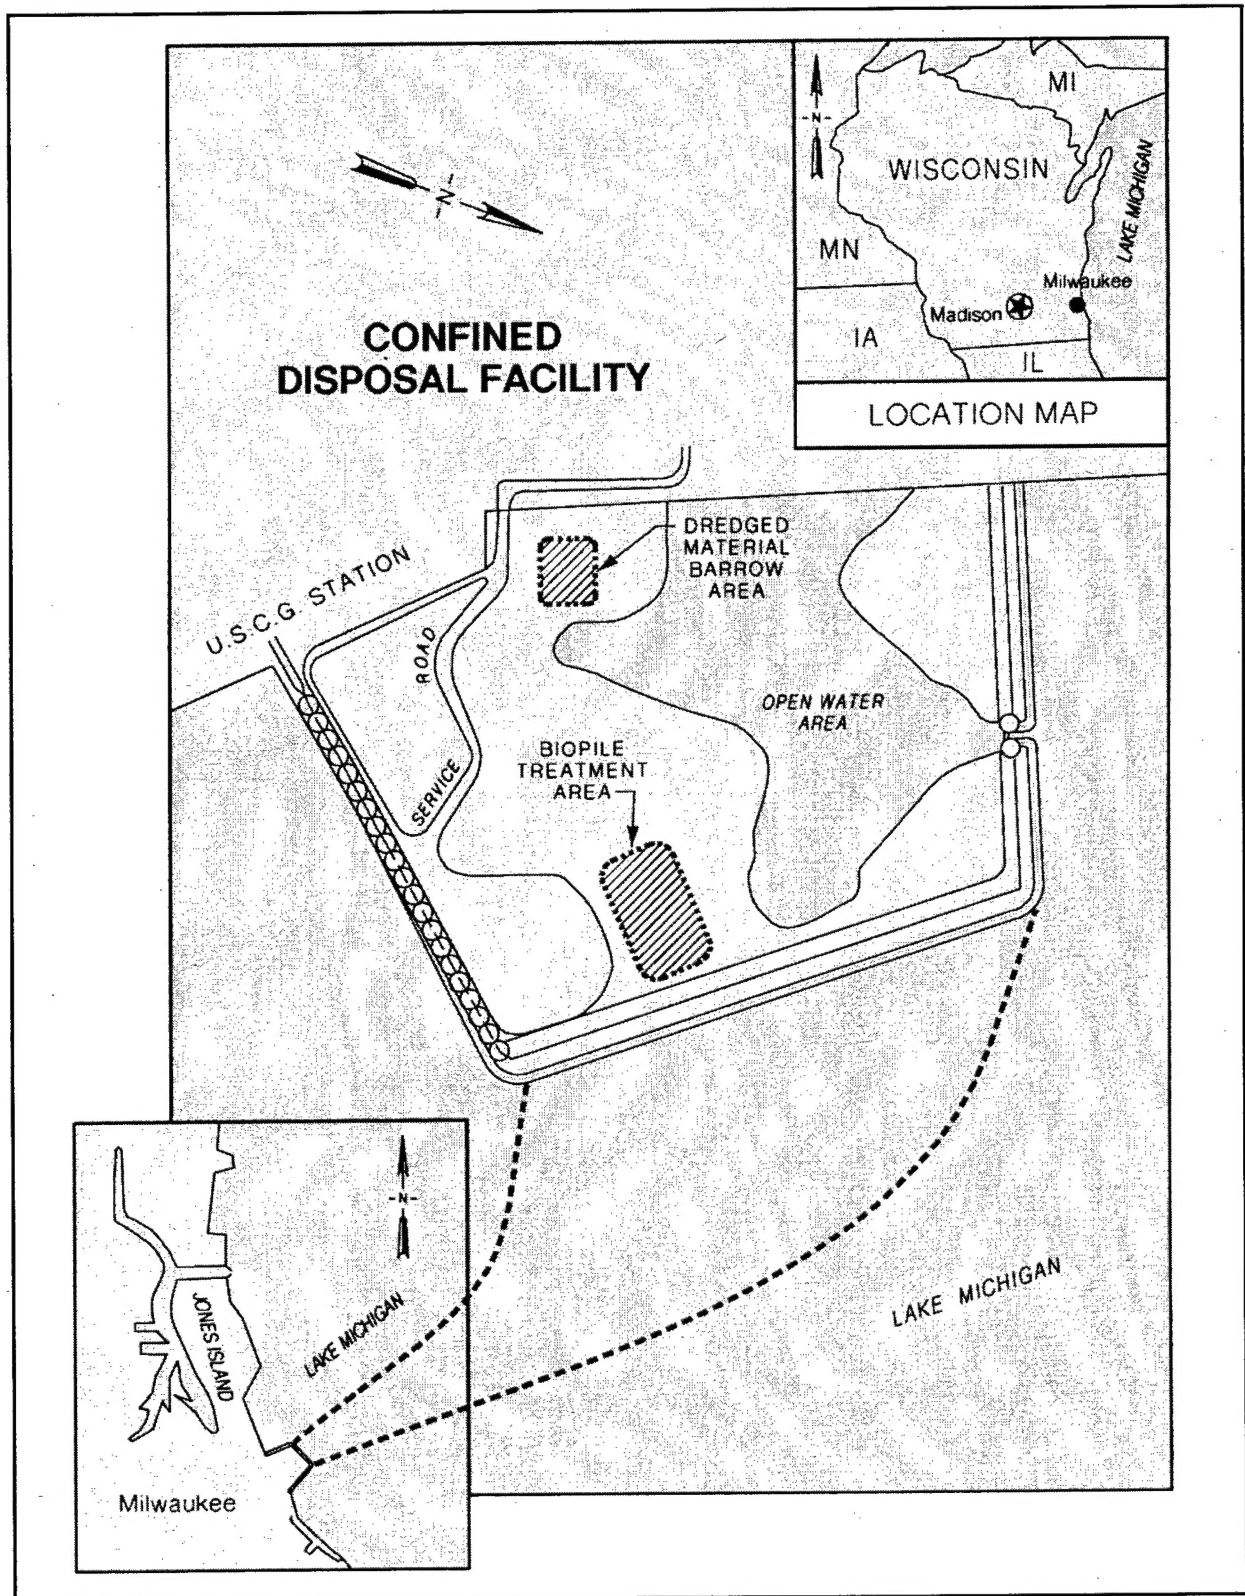 N
MI
WISCONSIN
LAKE MICHIGAN
MN
Milwaukee
Madison
IA
IL
LOCATION MAP
N
CONFINED
DISPOSAL FACILITY
DREDGED
MATERIAL
BARROW
AREA
U.S.C.G. STATION
SERVICE ROAD
OPEN WATER
AREA
BIOPILE
TREATMENT
AREA
N
JONES ISLAND
LAKE MICHIGAN
LAKE MICHIGAN
Milwaukee